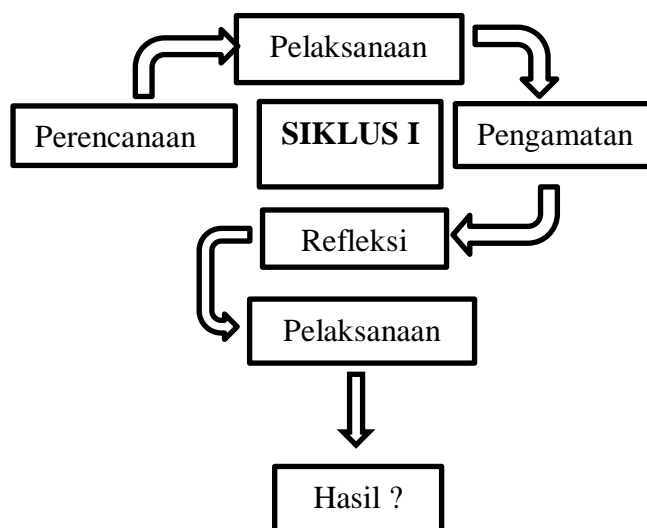 Pelaksanaan
Perencanaan
SIKLUS I
Pengamatan
Refleksi
Pelaksanaan
Hasil ?